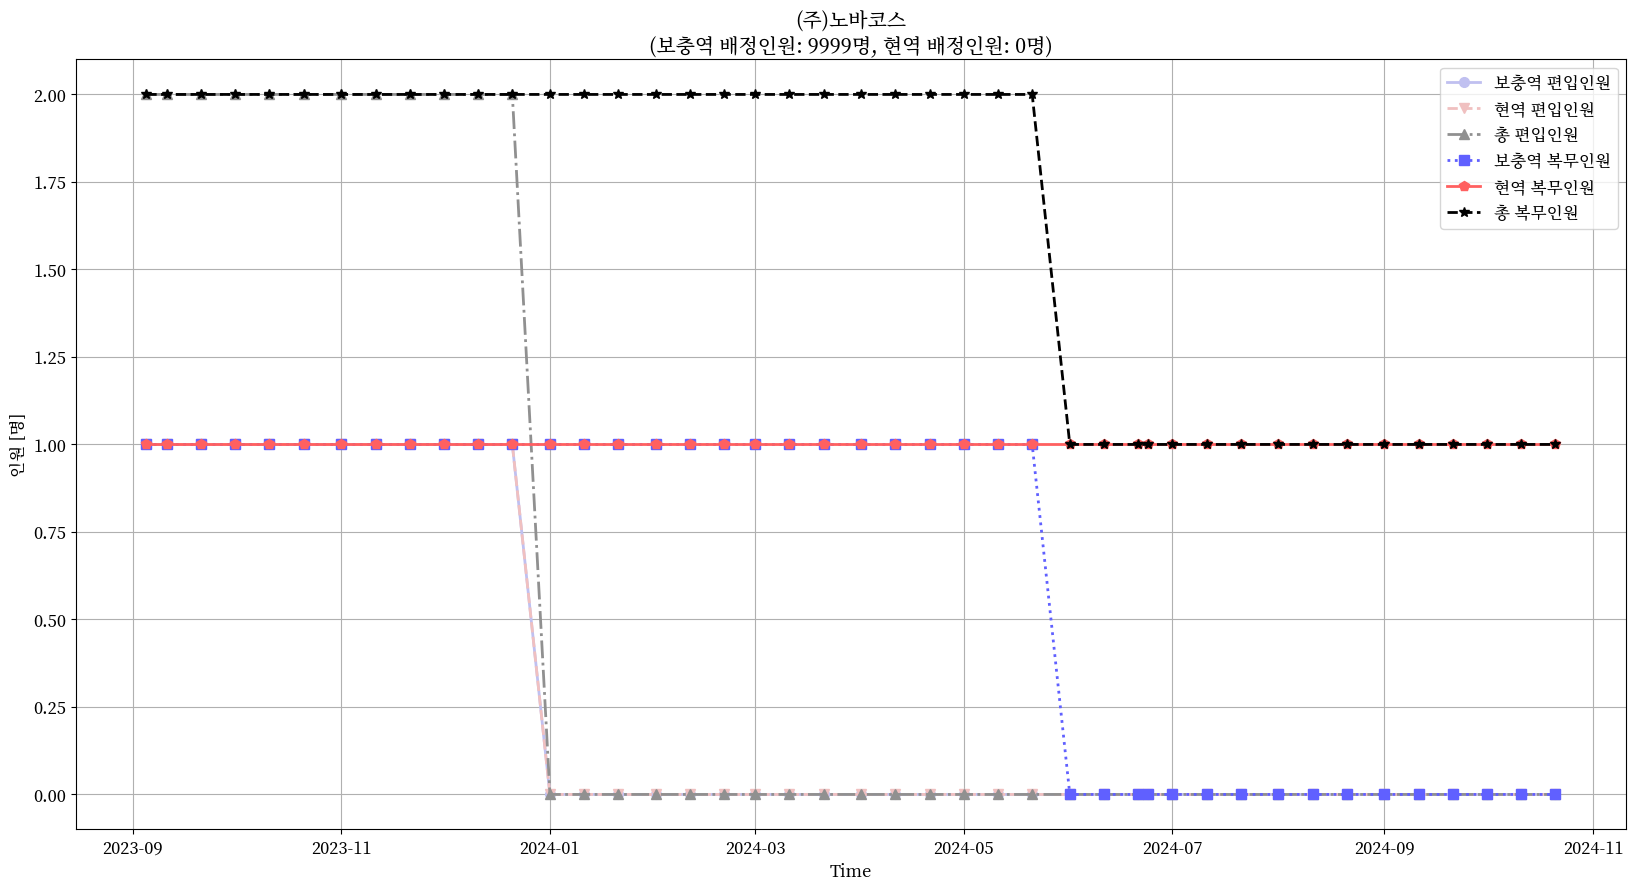 (주)노바코스
(보충역 배정인원: 9999명, 현역 배정인원: 0명)
보충역 편입인원
현역 편입인원
총 편입인원
보충역 복무인원
현역 복무인원
총 복무인원
인원 [명]
2.00
1.75
1.50
1.25
1.00
0.75
0.50
0.25
0.00
2023-09 2023-11 2024-01 2024-03 2024-05 2024-07 2024-09 2024-11
Time